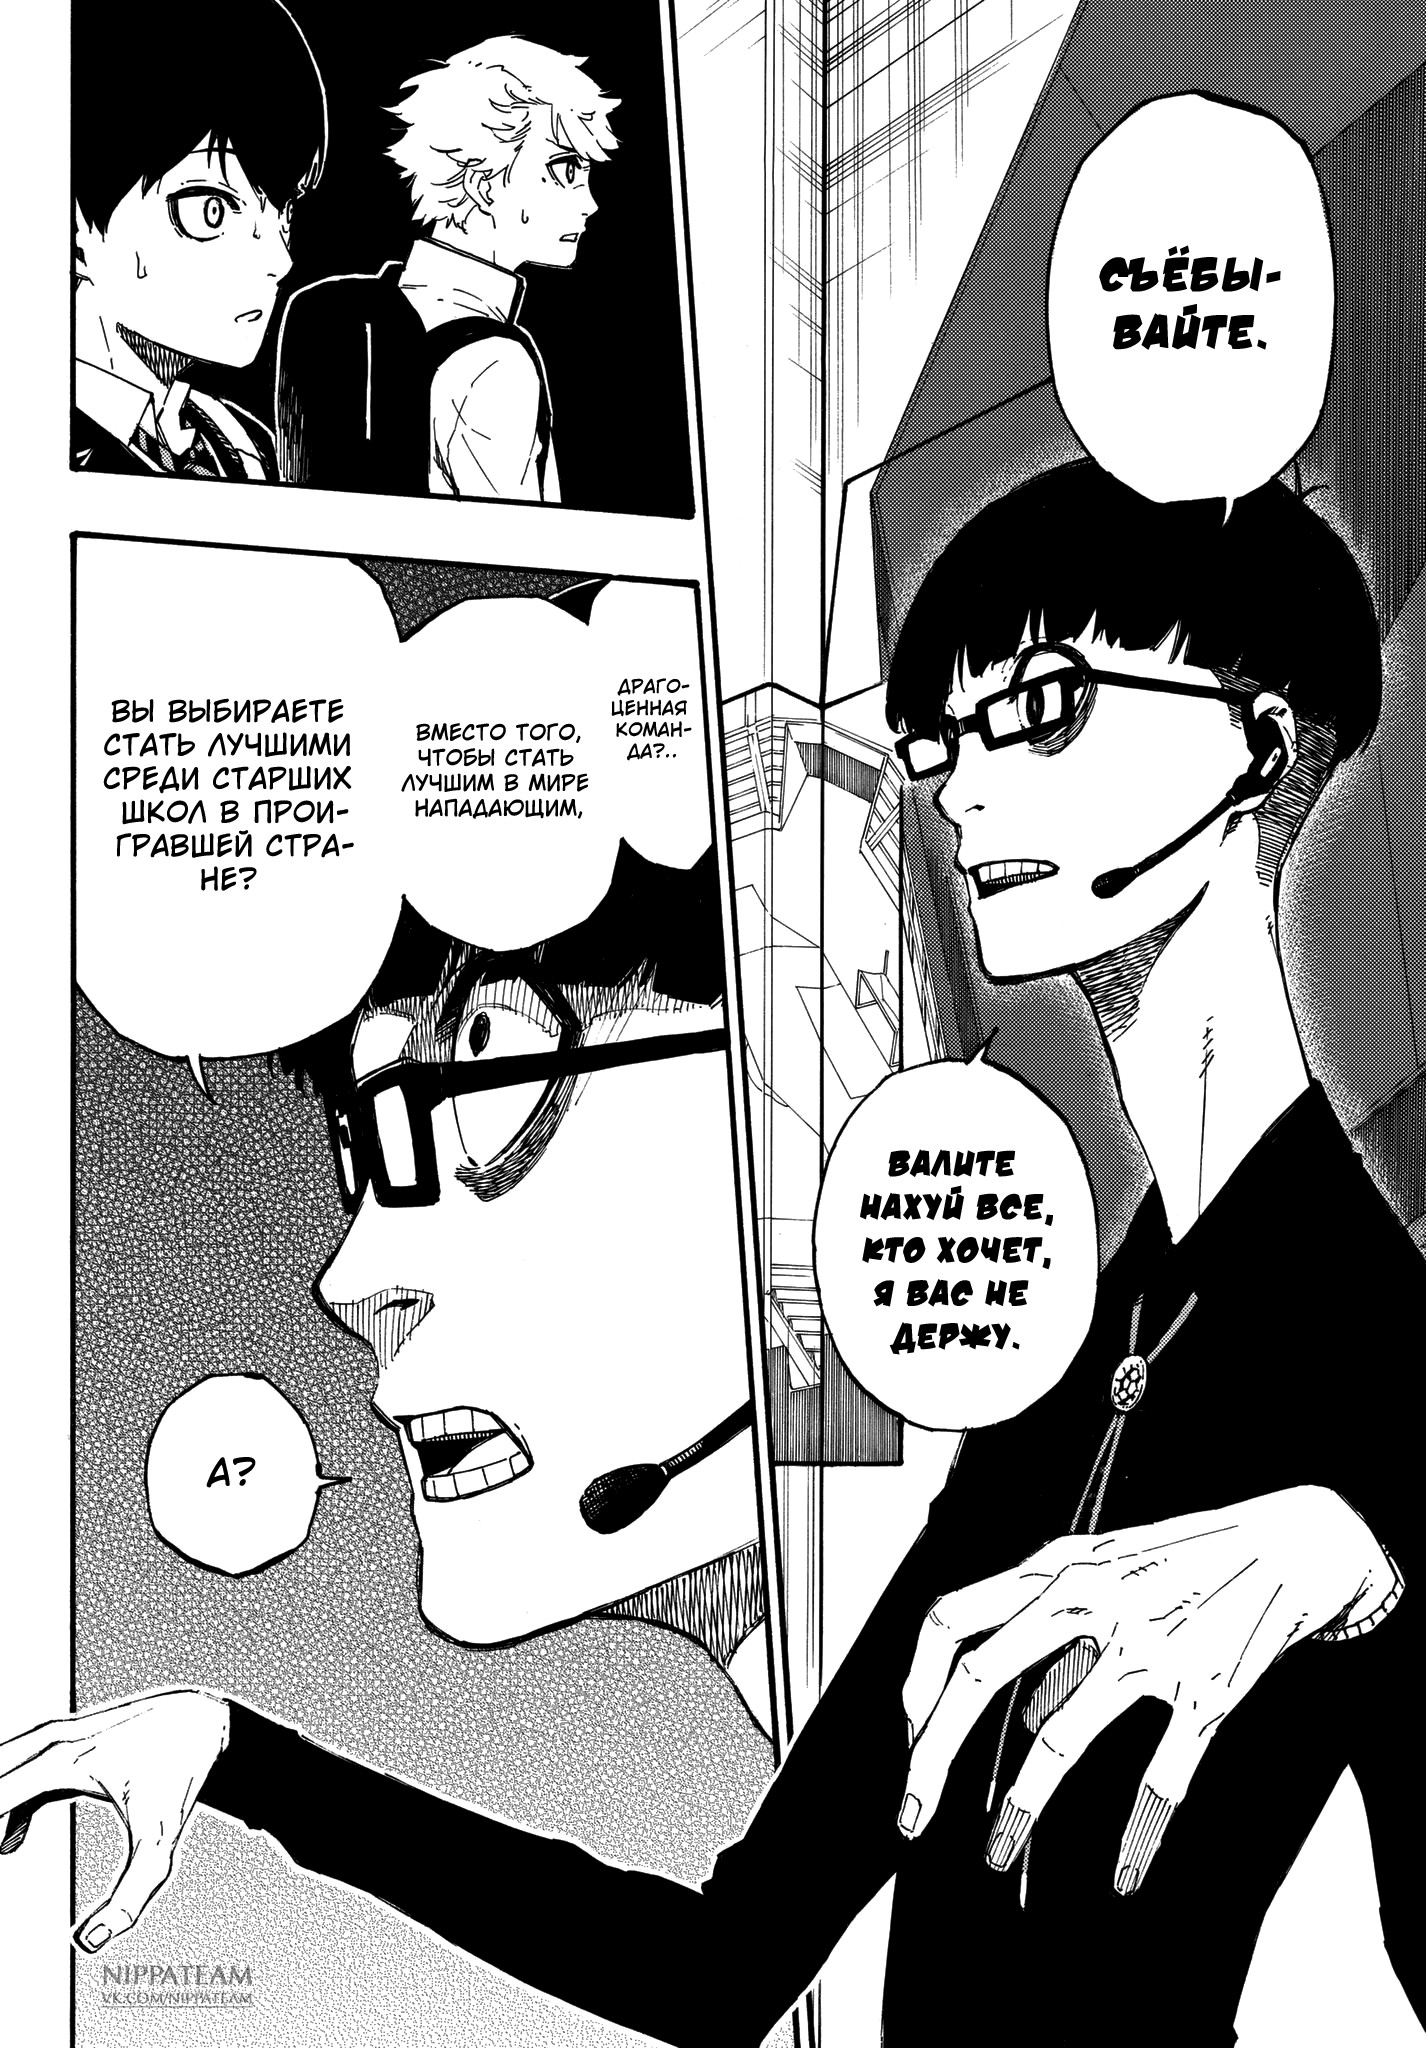 СЪЁБЫ-
ВАЙТЕ.
ВАЛИТЕ
НАХУЙ ВСЕ,
КТО ХОЧЕТ,
Я ВАС НЕ
ДЕРЖУ.
ДРАГО-
ЦЕННАЯ
КОМАН-
ДА?..
ВМЕСТО ТОГО,
ЧТОБЫ СТАТЬ
ЛУЧШИМ В МИРЕ
НАПАДАЮЩИМ,
ВЫ ВЫБИРАЕТЕ
СТАТЬ ЛУЧШИМИ
СРЕДИ СТАРШИХ
ШКОЛ В ПРОИ-
ГРАВШЕЙ СТРА-
НЕ?
А?
NIPPATEAM
VK.COM/NIPPATEAM